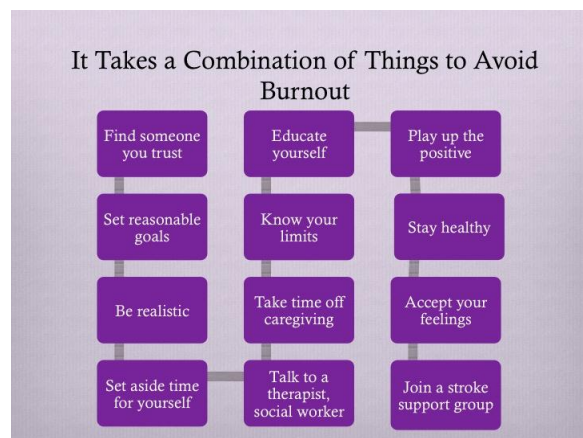 It Takes a Combination of Things to Avoid
Burnout
Find someone
you trust
Set reasonable
goals
Be realistic
Set aside time
for yourself
Talk to a
therapist,
social worker
Take time off
caregiving
Know your
limits
Educate
yourself
Play up the
positive
Stay healthy
Accept your
feelings
Join a stroke
support group